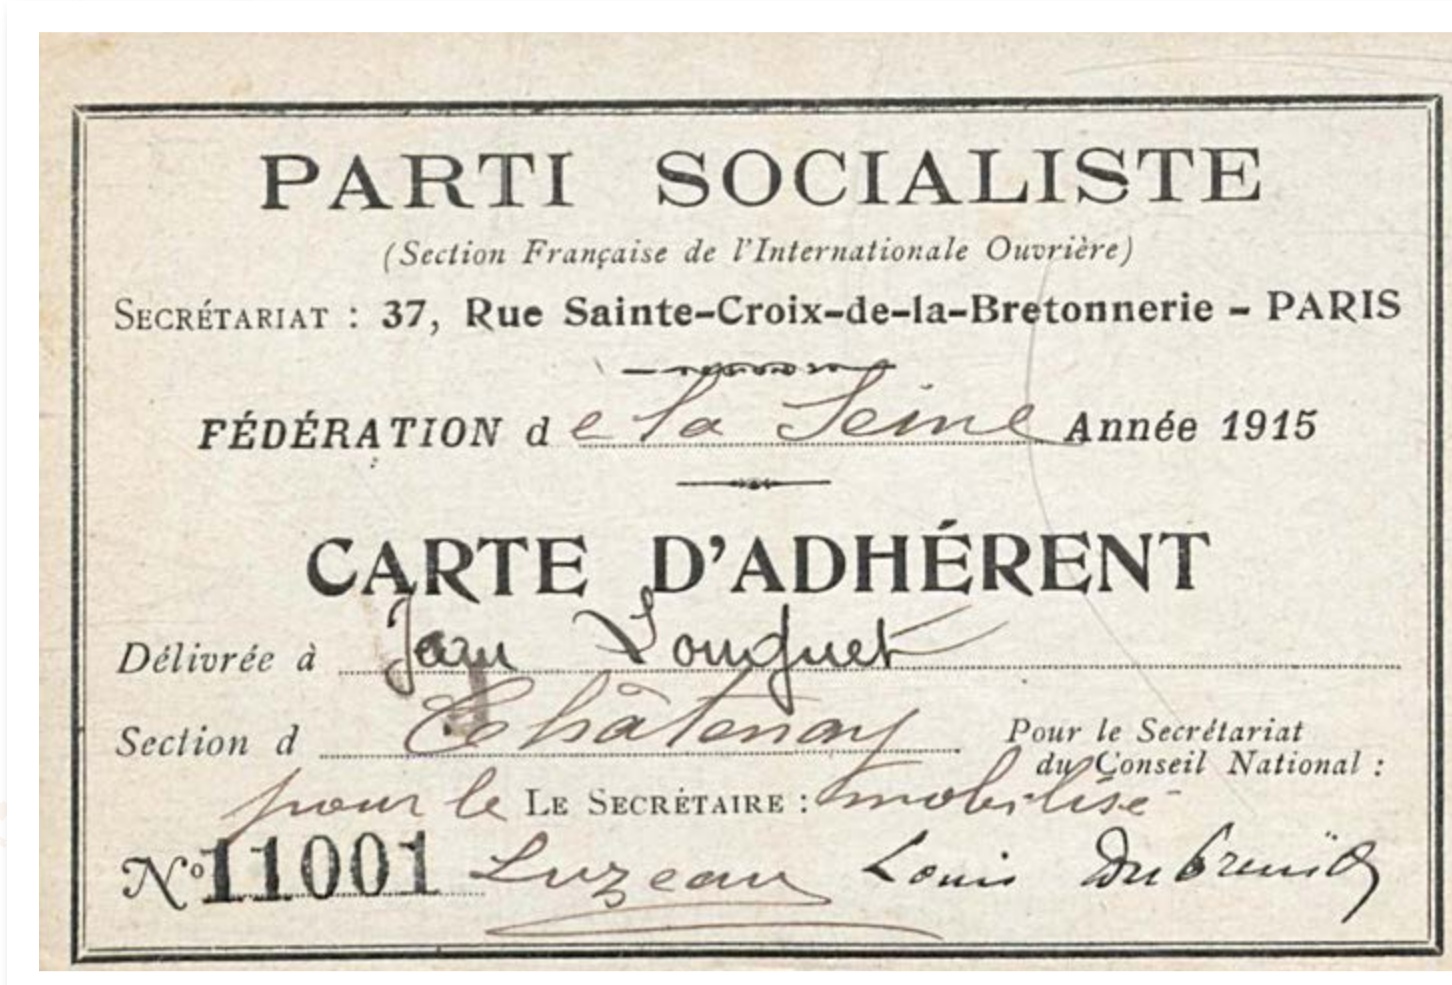 PARTI SOCIALISTE
(Section Française de l'Internationale Ouvrière)
SECRÉTARIAT : 37, Rue Sainte-Croix-de-la-Bretonnerie - PARIS
FÉDÉRATION de la Seine Année 1915
CARTE D'ADHÉRENT
Délivrée à Jean Longuet
Section d Châtenay Pour le Secrétariat
du Conseil National :
pour le LE SECRÉTAIRE : mobilisé
Nº 11001 Luzeau Louis Dubreuilh